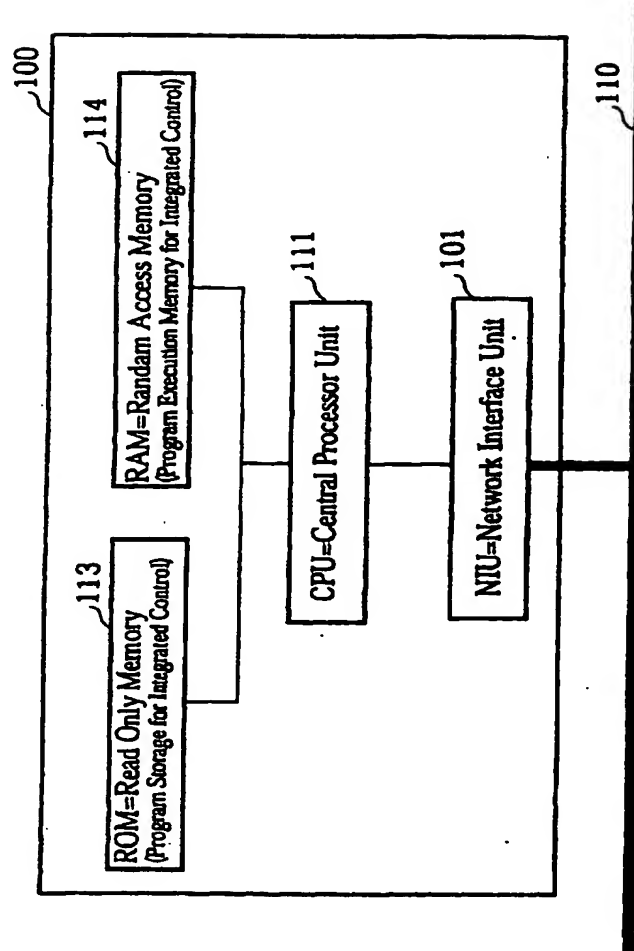 100
113
ROM=Read Only Memory
(Program Storage for Integrated Control)
114
RAM=Randam Access Memory
(Program Execution Memory for Integrated Control)
111
CPU=Central Processor Unit
101
NIU=Network Interface Unit
110